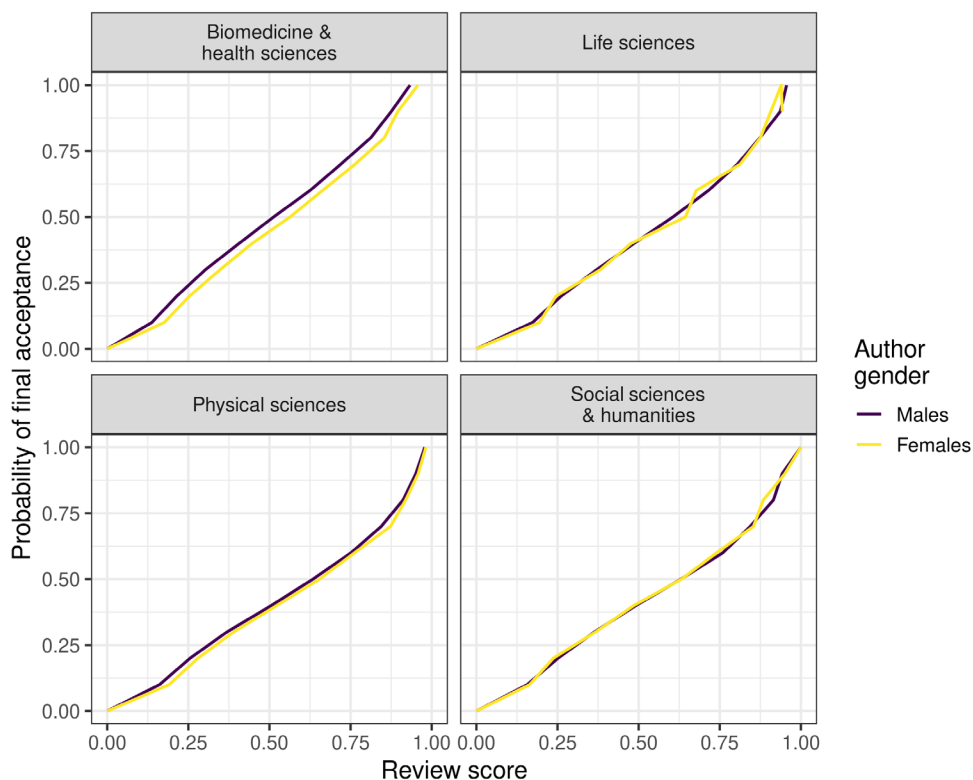 Biomedicine &
health sciences
Life sciences
1.00
0.75
0.50
0.25
0.00
Physical sciences
Social sciences
& humanities
1.00
0.75
0.50
0.25
0.00
0.00 0.25 0.50 0.75 1.00
0.00 0.25 0.50 0.75 1.00
Review score
Probability of final acceptance
Author
gender
Males
Females